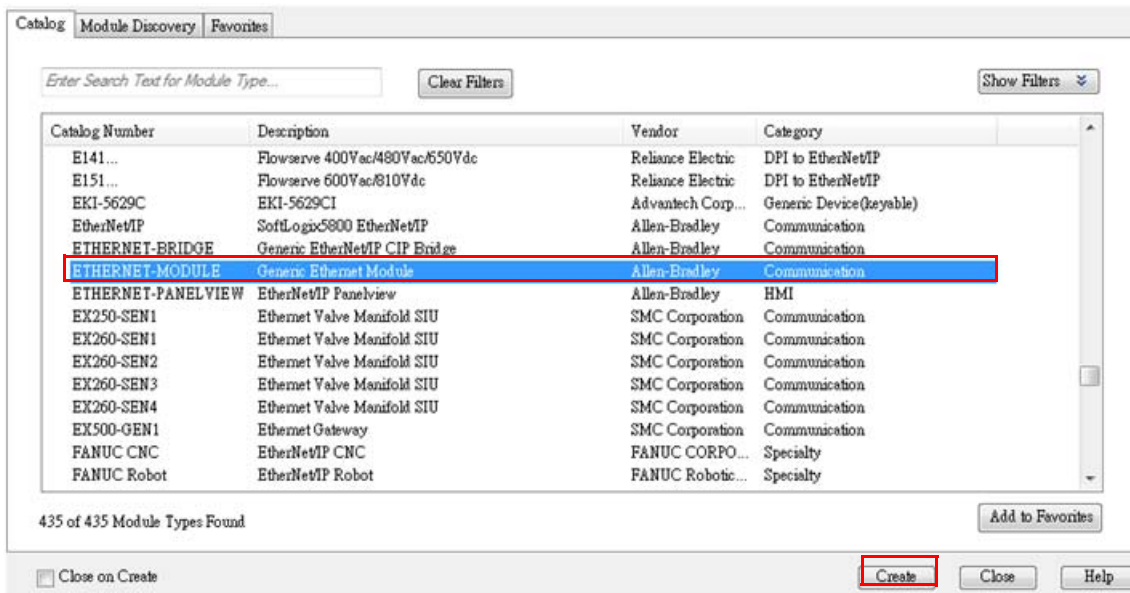 Catalog Module Discovery Favorites
Enter Search Text for Module Type... Clear Filters Show Filters
Catalog Number Description Vendor Category
E141... Flowserve 400Vac/480Vac/650Vdc Reliance Electric DPI to EtherNet/IP
E151... Flowserve 600Vac/810Vdc Reliance Electric DPI to EtherNet/IP
EKI-5629C EKI-5629CI Advantech Corp... Generic Device(keyable)
EtherNet/IP SoftLogix5800 EtherNet/IP Allen-Bradley Communication
ETHERNET-BRIDGE Generic EtherNet/IP CIP Bridge Allen-Bradley Communication
ETHERNET-MODULE Generic Ethernet Module Allen-Bradley Communication
ETHERNET-PANELVIEW EtherNet/IP Panelview Allen-Bradley HMI
EX250-SEN1 Ethernet Valve Manifold SIU SMC Corporation Communication
EX260-SEN1 Ethernet Valve Manifold SIU SMC Corporation Communication
EX260-SEN2 Ethernet Valve Manifold SIU SMC Corporation Communication
EX260-SEN3 Ethernet Valve Manifold SIU SMC Corporation Communication
EX260-SEN4 Ethernet Valve Manifold SIU SMC Corporation Communication
EX500-GEN1 Ethernet Gateway SMC Corporation Communication
FANUC CNC EtherNet/IP CNC FANUC CORPO... Specialty
FANUC Robot EtherNet/IP Robot FANUC Robotic... Specialty
435 of 435 Module Types Found Add to Favorites
Close on Create Create Close Help